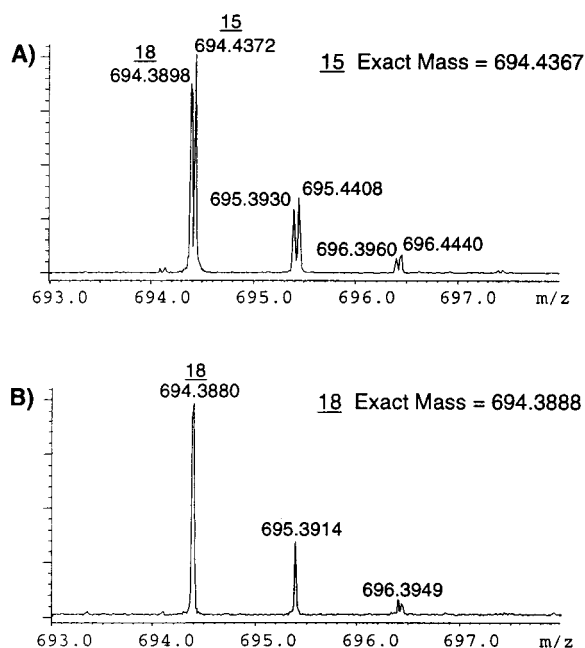 A)
15
694.4372
18
694.3898
15 Exact Mass = 694.4367
695.3930 695.4408
696.3960 696.4440
693.0 694.0 695.0 696.0 697.0 m/z
B)
18
694.3880
18 Exact Mass = 694.3888
695.3914
696.3949
693.0 694.0 695.0 696.0 697.0 m/z